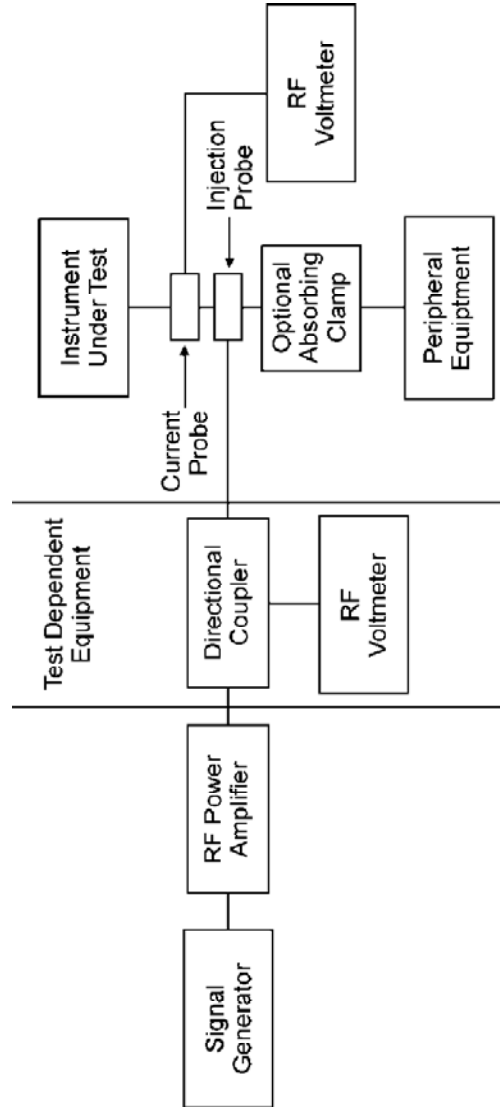 Signal
Generator
RF Power
Amplifier
Test Dependent
Equipment
Directional
Coupler
RF
Voltmeter
Current
Probe
Instrument
Under Test
Injection
Probe
Optional
Absorbing
Clamp
Peripheral
Equiptment
RF
Voltmeter